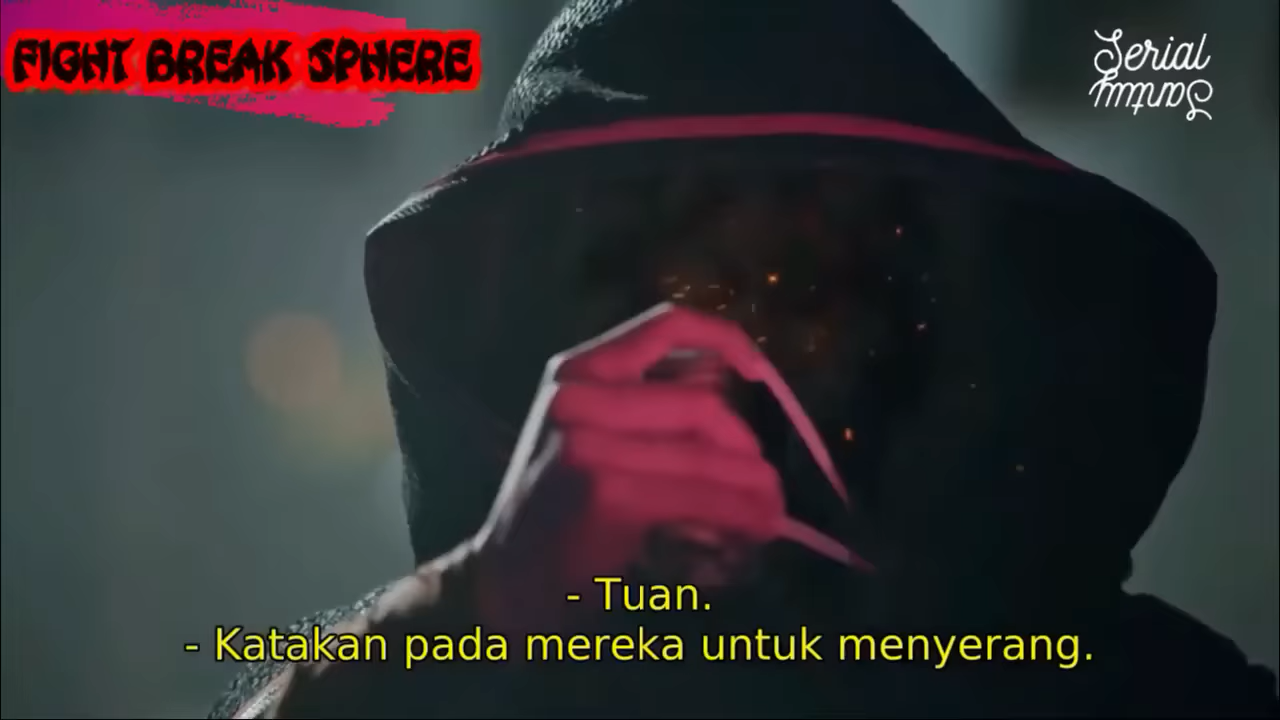 FIGHT BREAK SPHERE
Serial
Santuy
- Tuan.
- Katakan pada mereka untuk menyerang.